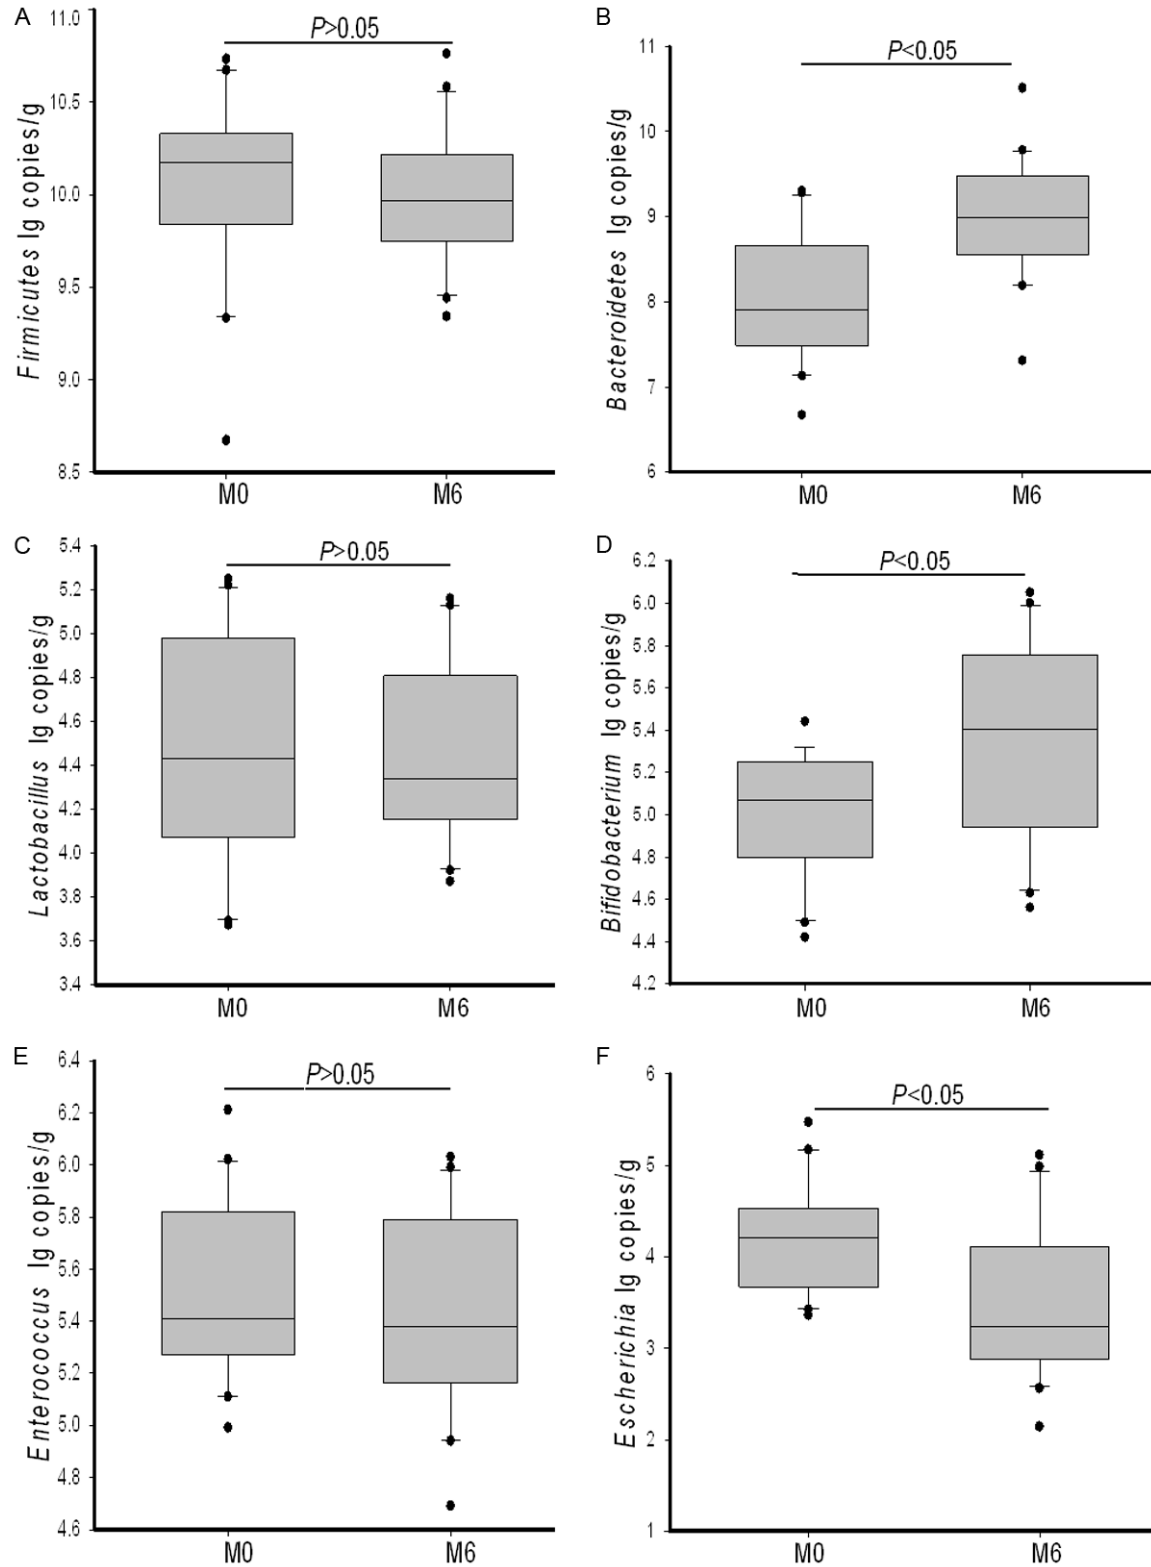 A
11.0
P>0.05
10.5
10.0
9.5
9.0
8.5
Firmicutes lg copies/g
M0 M6
B
11
P<0.05
10
9
8
7
6
Bacteroidetes lg copies/g
M0 M6
C
5.4
P>0.05
5.2
5.0
4.8
4.6
4.4
4.2
4.0
3.8
3.6
3.4
Lactobacillus lg copies/g
M0 M6
D
6.2
P<0.05
6.0
5.8
5.6
5.4
5.2
5.0
4.8
4.6
4.4
4.2
Bifidobacterium lg copies/g
M0 M6
E
6.4
P>0.05
6.2
6.0
5.8
5.6
5.4
5.2
5.0
4.8
4.6
Enterococcus lg copies/g
M0 M6
F
6
P<0.05
5
4
3
2
1
Escherichia lg copies/g
M0 M6